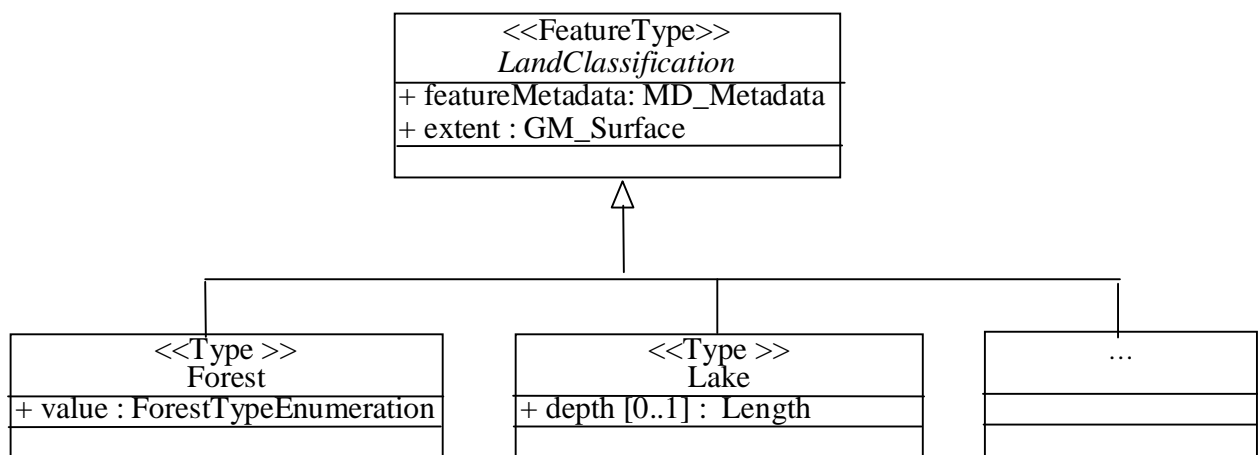 <<FeatureType>>
LandClassification
+ featureMetadata: MD_Metadata
+ extent : GM_Surface
<<Type >>
Forest
+ value : ForestTypeEnumeration
<<Type >>
Lake
+ depth [0..1] : Length
...